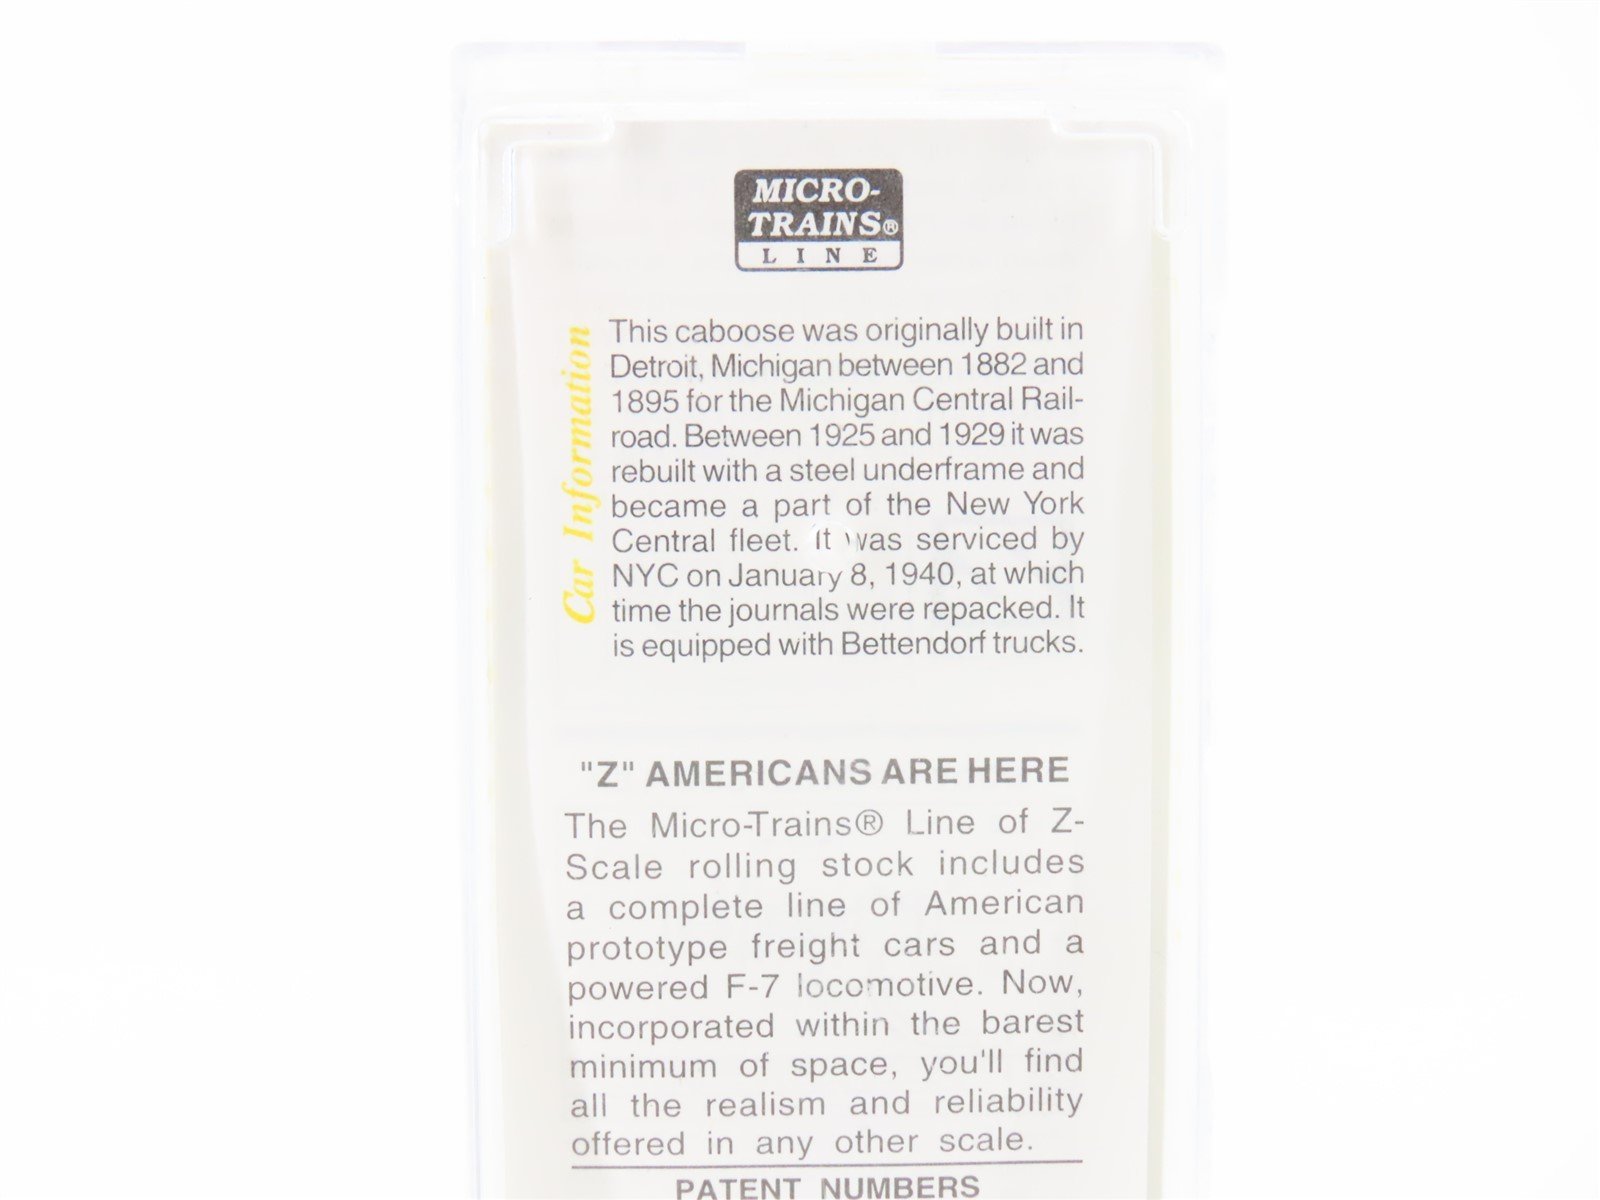 MICRO-
TRAINS®
LINE
Car Information
This caboose was originally built in
Detroit, Michigan between 1882 and
1895 for the Michigan Central Rail-
road. Between 1925 and 1929 it was
rebuilt with a steel underframe and
became a part of the New York
Central fleet. It was serviced by
NYC on January 8, 1940, at which
time the journals were repacked. It
is equipped with Bettendorf trucks.
"Z" AMERICANS ARE HERE
The Micro-Trains® Line of Z-
Scale rolling stock includes
a complete line of American
prototype freight cars and a
powered F-7 locomotive. Now,
incorporated within the barest
minimum of space, you'll find
all the realism and reliability
offered in any other scale.
PATENT NUMBERS